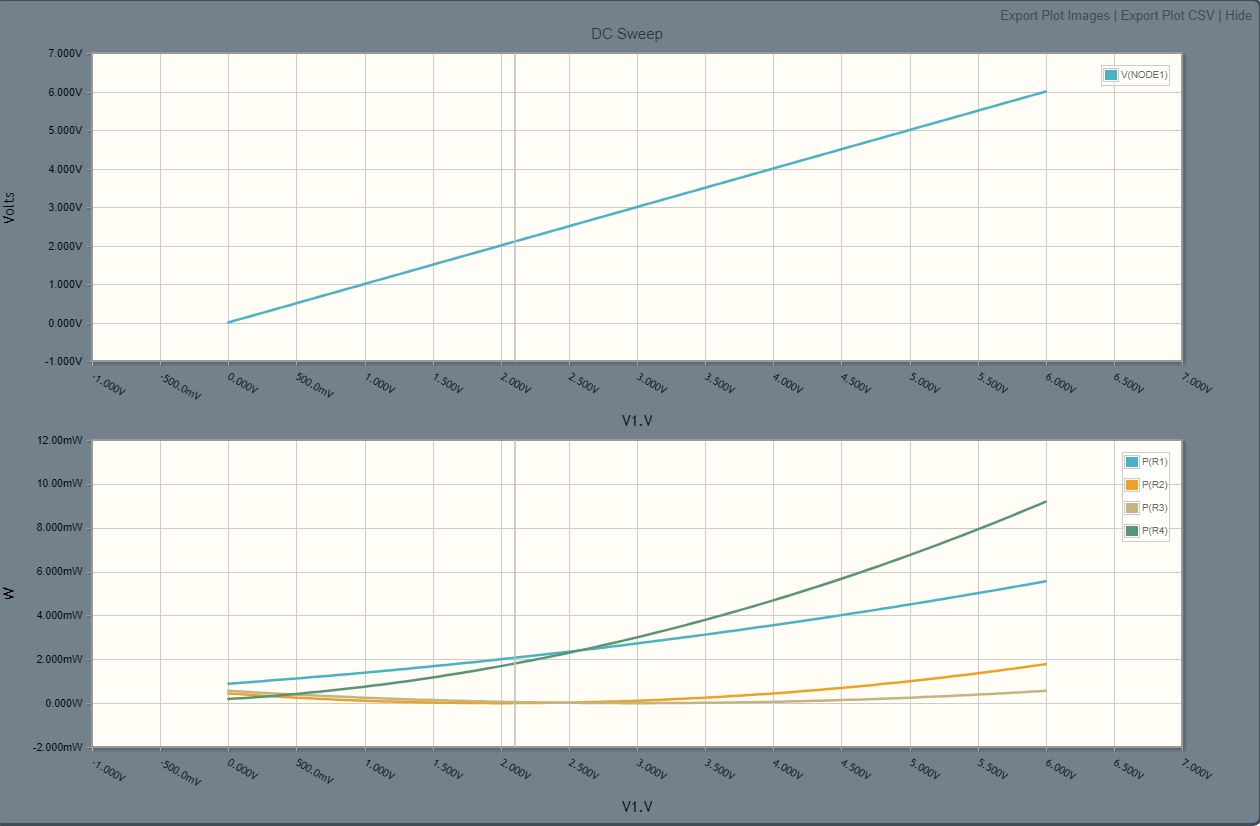 Export Plot Images | Export Plot CSV | Hide
DC Sweep
7.000V
6.000V
5.000V
4.000V
3.000V
2.000V
1.000V
0.000V
-1.000V
Volts
V(NODE1)
-1.000V -500.0mV 0.000V 500.0mV 1.000V 1.500V 2.000V 2.500V 3.000V 3.500V 4.000V 4.500V 5.000V 5.500V 6.000V 6.500V 7.000V
V1.V
12.00mW
10.00mW
8.000mW
6.000mW
4.000mW
2.000mW
0.000W
-2.000mW
W
P(R1)
P(R2)
P(R3)
P(R4)
-1.000V -500.0mV 0.000V 500.0mV 1.000V 1.500V 2.000V 2.500V 3.000V 3.500V 4.000V 4.500V 5.000V 5.500V 6.000V 6.500V 7.000V
V1.V